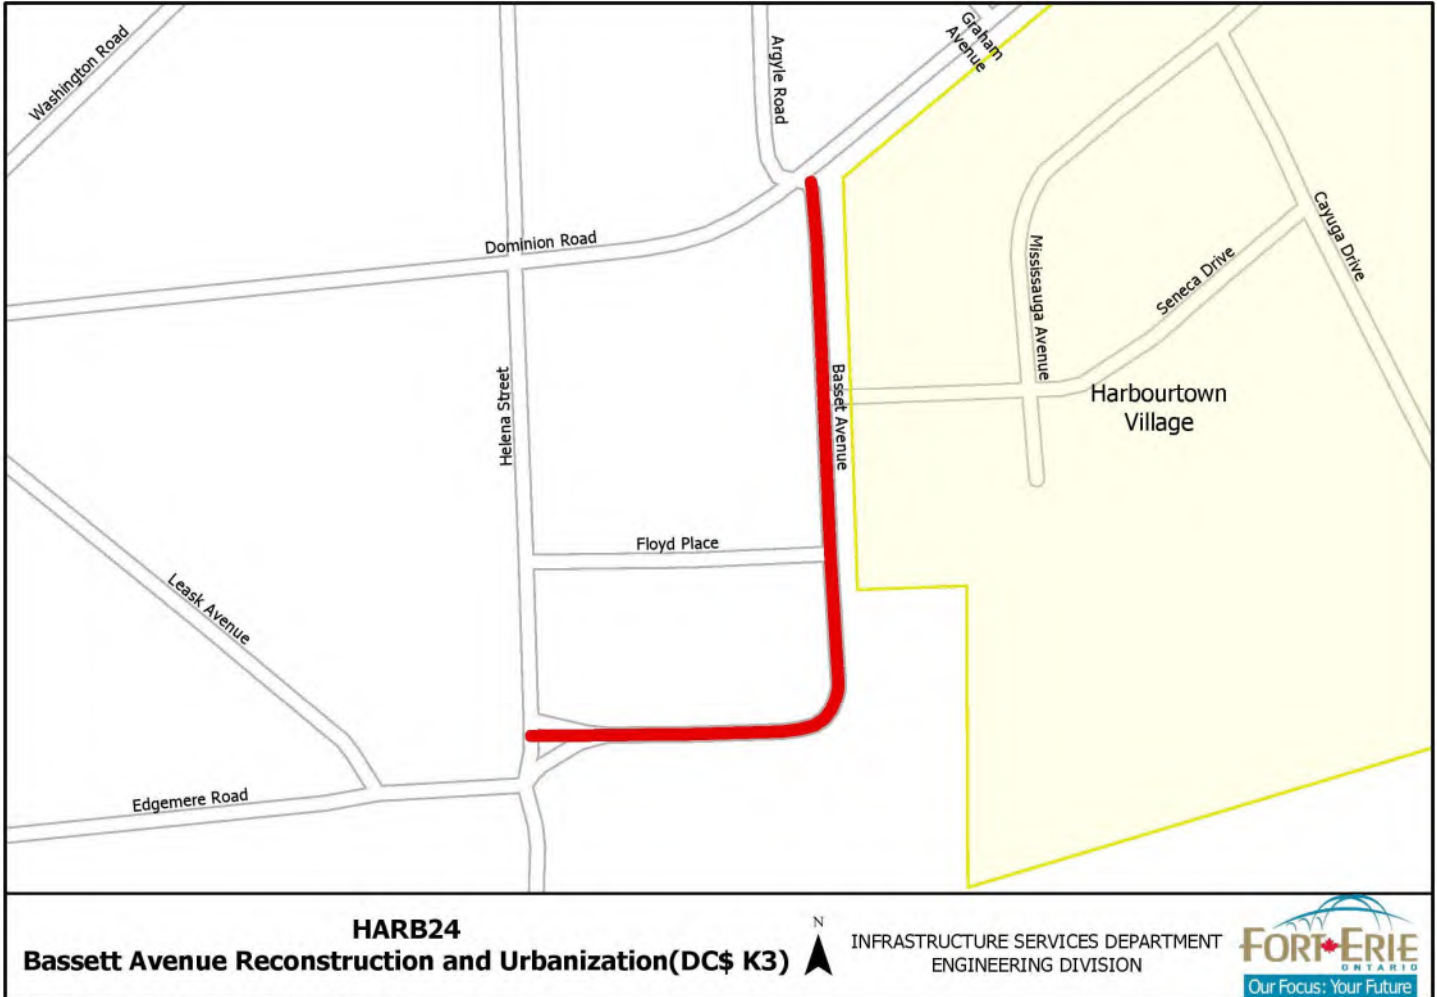 Washington Road
Argyle Road
Graham
Avenue
Dominion Road
Cayuga Drive
Mississauga Avenue
Seneca Drive
Helena Street
Basset Avenue
Harbourtown
Village
Floyd Place
Leask Avenue
Edgemere Road
HARB24
Bassett Avenue Reconstruction and Urbanization(DC$ K3)
N
INFRASTRUCTURE SERVICES DEPARTMENT
ENGINEERING DIVISION
FORT ERIE
ONTARIO
Our Focus: Your Future